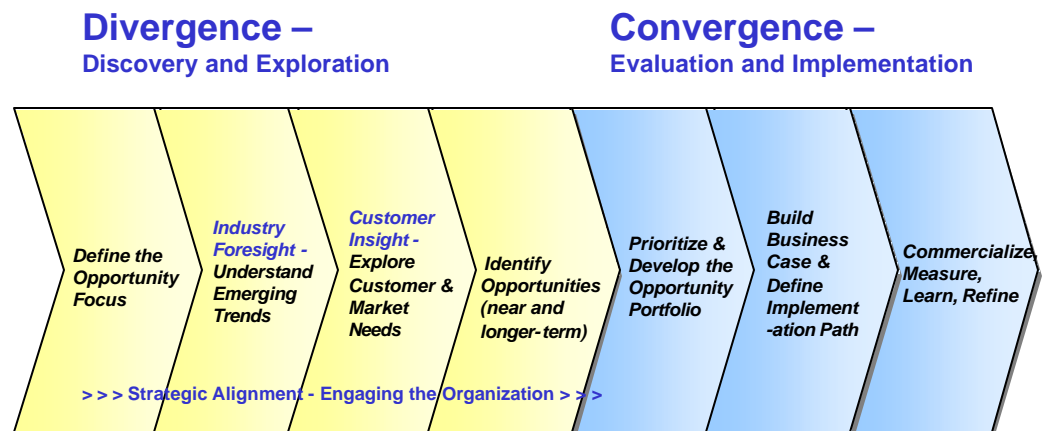 Divergence –
Discovery and Exploration
Convergence –
Evaluation and Implementation
Define the
Opportunity
Focus
Industry
Foresight -
Understand
Emerging
Trends
Customer
Insight -
Explore
Customer &
Market
Needs
Identify
Opportunities
(near and
longer-term)
Prioritize &
Develop the
Opportunity
Portfolio
Build
Business
Case &
Define
Implement
-ation Path
Commercialize,
Measure,
Learn, Refine
> > > Strategic Alignment - Engaging the Organization > > >